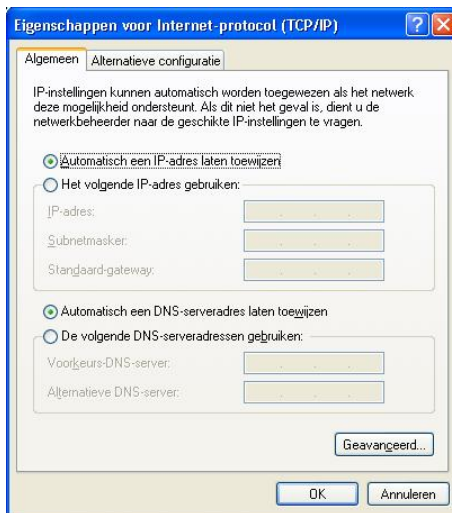 Eigenschappen voor Internet-protocol (TCP/IP)
Algemeen
Alternatieve configuratie
IP-instellingen kunnen automatisch worden toegewezen als het netwerk
deze mogelijkheid ondersteunt. Als dit niet het geval is, dient u de
netwerkbeheerder naar de geschikte IP-instellingen te vragen.
Automatisch een IP-adres laten toewijzen
Het volgende IP-adres gebruiken:
IP-adres:
Subnetmasker:
Standaard-gateway:
Automatisch een DNS-serveradres laten toewijzen
De volgende DNS-serveradressen gebruiken:
Voorkeurs-DNS-server:
Alternatieve DNS-server:
Geavanceerd...
OK
Annuleren